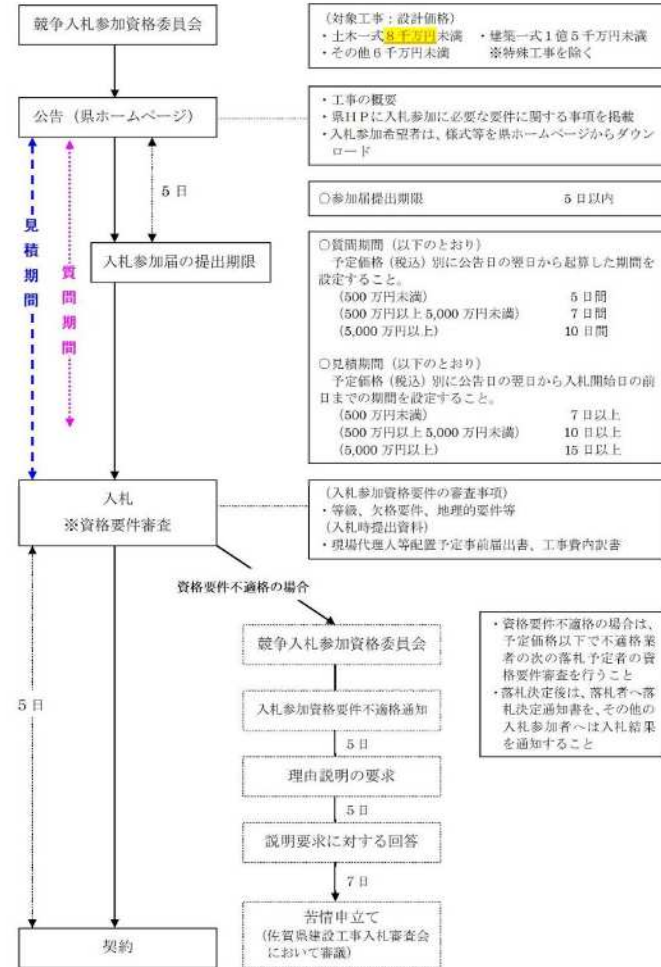 競争入札参加資格委員会
(対象工事:設計価格)
・土木一式8千万円未満 ・建築一式1億5千万円未満
・その他6千万円未満 ※特殊工事を除く
公告(県ホームページ)
・工事の概要
・県HPに入札参加に必要な要件に関する事項を掲載
・入札参加希望者は、様式等を県ホームページからダウン
ロード
5日
○参加届提出期限 5日以内
見積期間
質問期間
入札参加届の提出期限
○質問期間(以下のとおり)
予定価格(税込)別に公告日の翌日から起算した期間を
設定すること。
(500万円未満) 5日間
(500万円以上5,000万円未満) 7日間
(5,000万円以上) 10日間
○見積期間(以下のとおり)
予定価格(税込)別に公告日の翌日から入札開始日の前
日までの期間を設定すること。
(500万円未満) 7日以上
(500万円以上5,000万円未満) 10日以上
(5,000万円以上) 15日以上
入札
※資格要件審査
(入札参加資格要件の審査事項)
・等級、欠格要件、地理的要件等
(入札時提出資料)
・現場代理人等配置予定事前届出書、工事費内訳書
資格要件不適格の場合
競争入札参加資格委員会
・資格要件不適格の場合は、
予定価格以下で不適格業
者の次の落札予定者の資
格要件審査を行うこと
・落札決定後は、落札者へ落
札決定通知書を、その他の
入札参加者へは入札結果
を通知すること
入札参加資格要件不適格通知
5日
5日
理由説明の要求
5日
説明要求に対する回答
7日
苦情申立て
(佐賀県建設工事入札審査会
において審議)
契約